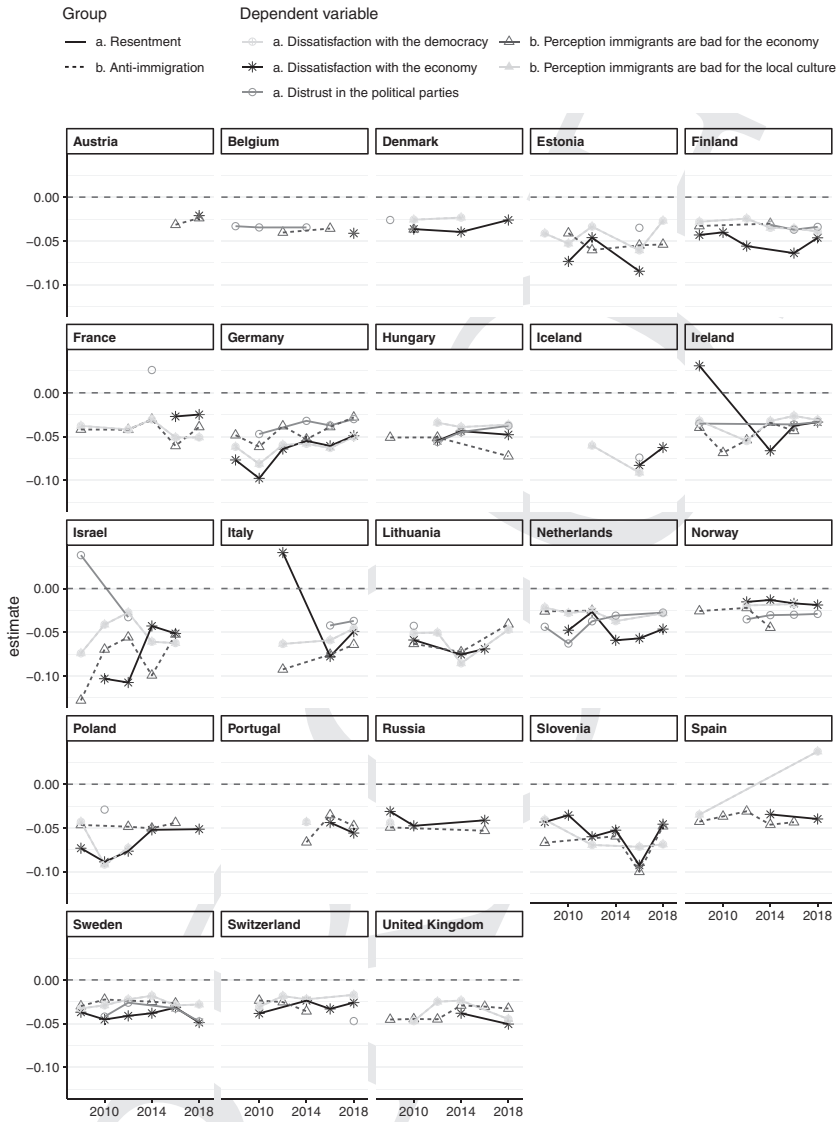 Group
Dependent variable
a. Resentment
a. Dissatisfaction with the democracy
b. Perception immigrants are bad for the economy
b. Anti-immigration
a. Dissatisfaction with the economy
b. Perception immigrants are bad for the local culture
a. Distrust in the political parties
Austria Belgium Denmark Estonia Finland
0.00
−0.05
−0.10
France Germany Hungary Iceland Ireland
0.00
−0.05
−0.10
Israel Italy Lithuania Netherlands Norway
0.00
−0.05
−0.10
estimate
Poland Portugal Russia Slovenia Spain
0.00
−0.05
−0.10
2010 2014 2018 2010 2014 2018
Sweden Switzerland United Kingdom
0.00
−0.05
−0.10
2010 2014 2018 2010 2014 2018 2010 2014 2018